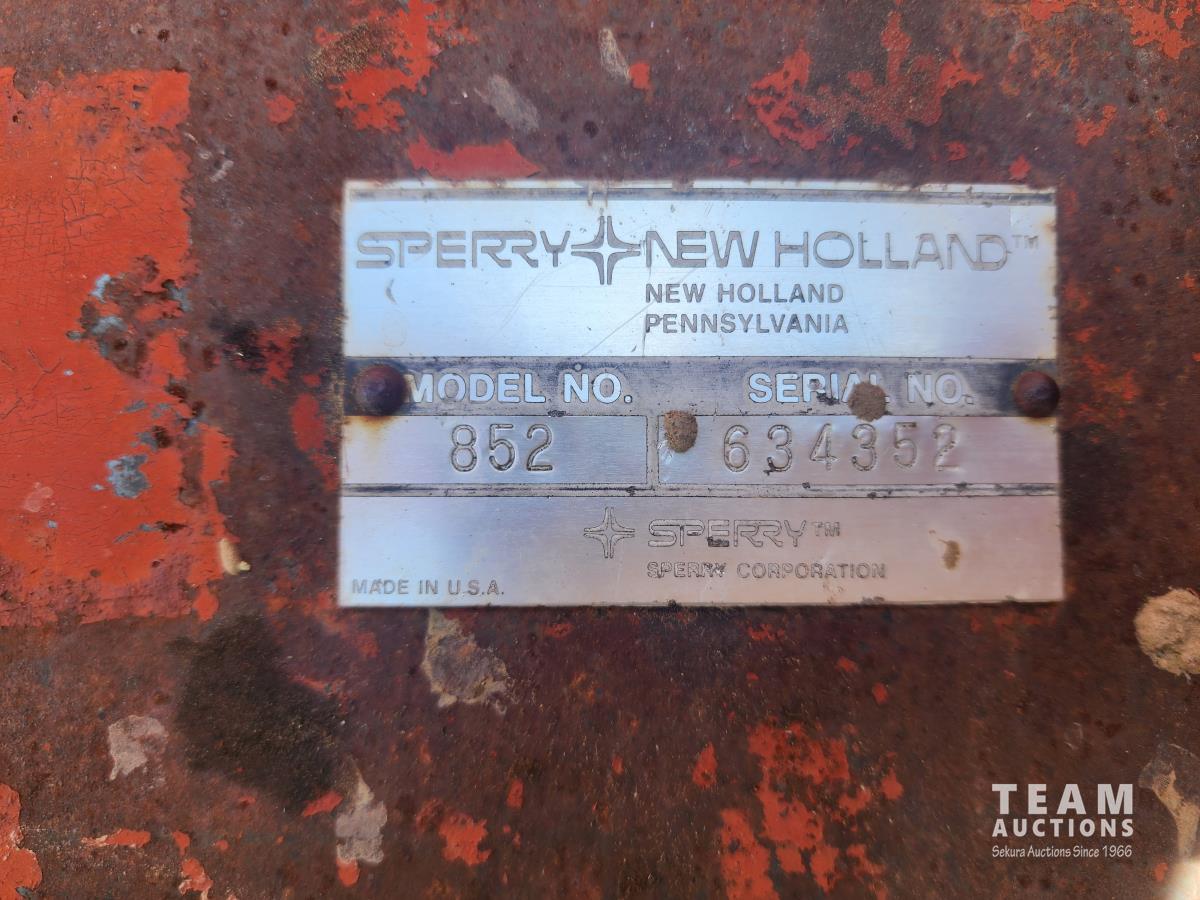 SPERRY NEW HOLLAND™
NEW HOLLAND
PENNSYLVANIA
MODEL NO. SERIAL NO.
852 634352
SPERRY™
SPERRY CORPORATION
MADE IN U.S.A.
TEAM
AUCTIONS
Sekura Auctions Since 1966